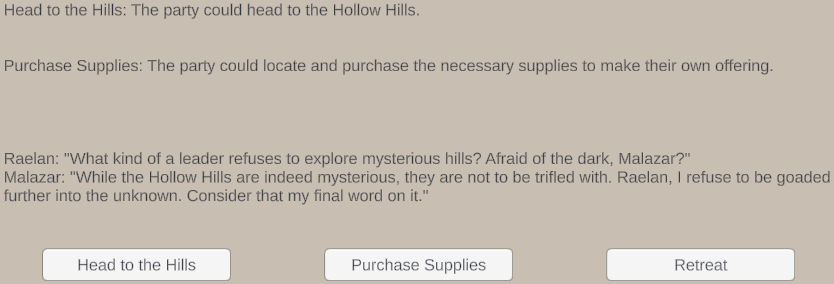 Head to the Hills: The party could head to the Hollow Hills.
Purchase Supplies: The party could locate and purchase the necessary supplies to make their own offering.
Raelan: "What kind of a leader refuses to explore mysterious hills? Afraid of the dark, Malazar?"
Malazar: "While the Hollow Hills are indeed mysterious, they are not to be trifled with. Raelan, I refuse to be goaded
further into the unknown. Consider that my final word on it."
Head to the Hills
Purchase Supplies
Retreat